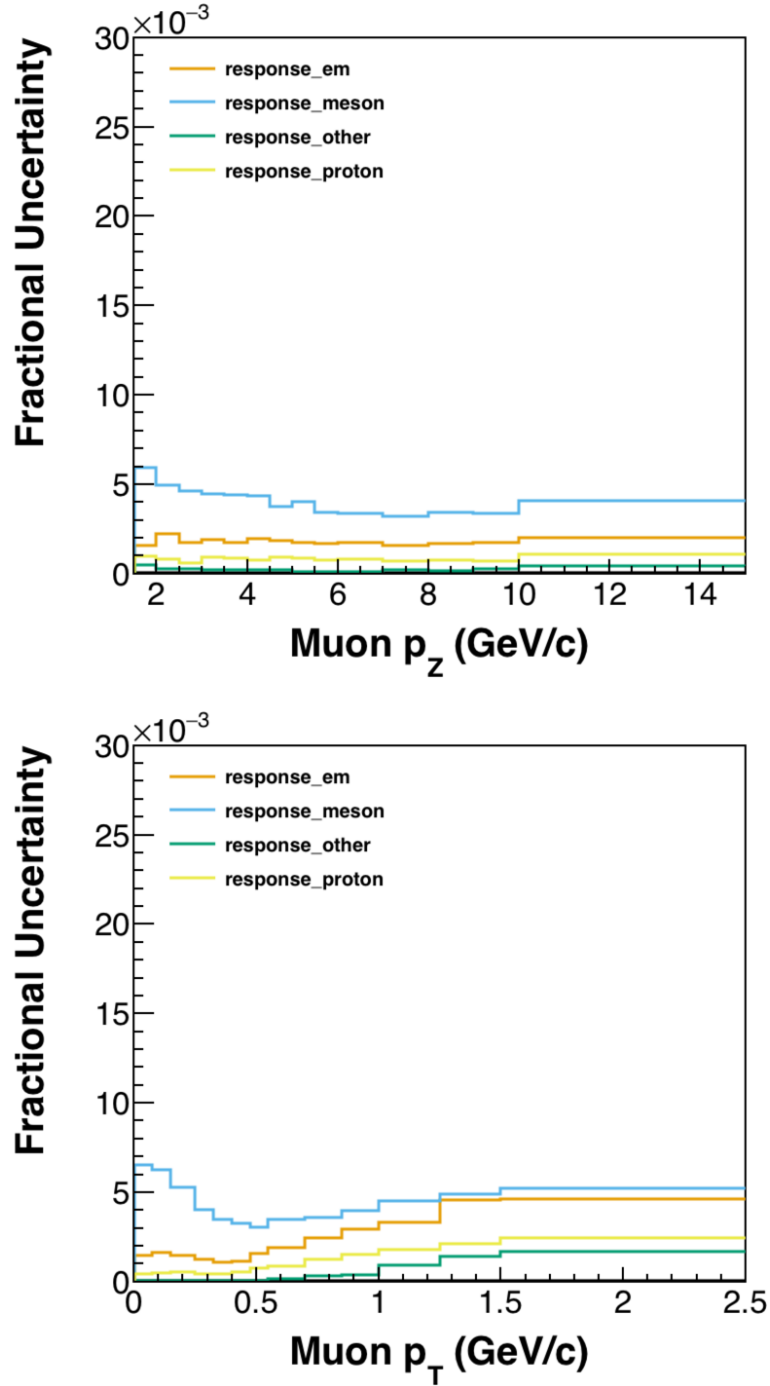 ×10⁻³
30
25
20
15
10
5
0
Fractional Uncertainty
response_em
response_meson
response_other
response_proton
2 4 6 8 10 12 14
Muon p_Z (GeV/c)
×10⁻³
30
25
20
15
10
5
0
Fractional Uncertainty
response_em
response_meson
response_other
response_proton
0 0.5 1 1.5 2 2.5
Muon p_T (GeV/c)